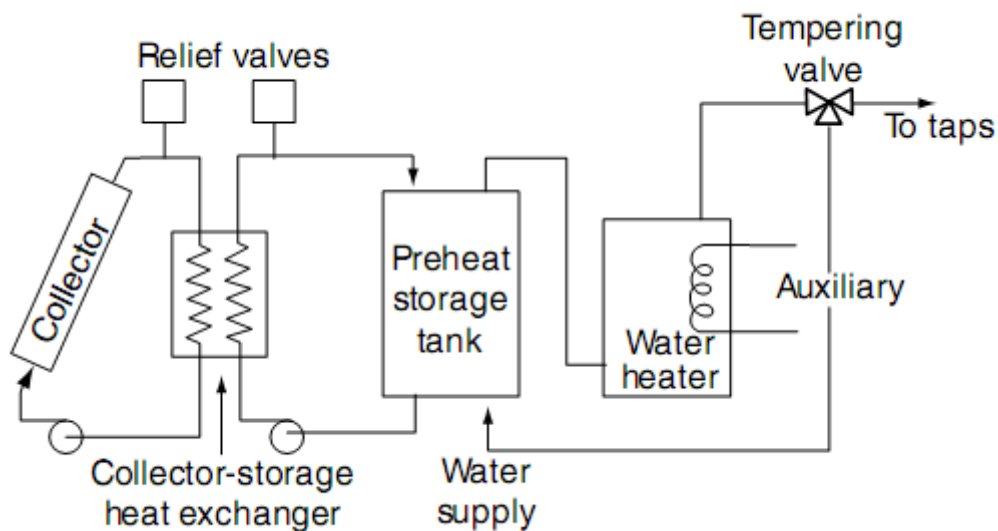 Relief valves
Tempering
valve
To taps
Collector
Preheat
storage
tank
Auxiliary
Water
heater
Collector-storage
heat exchanger
Water
supply